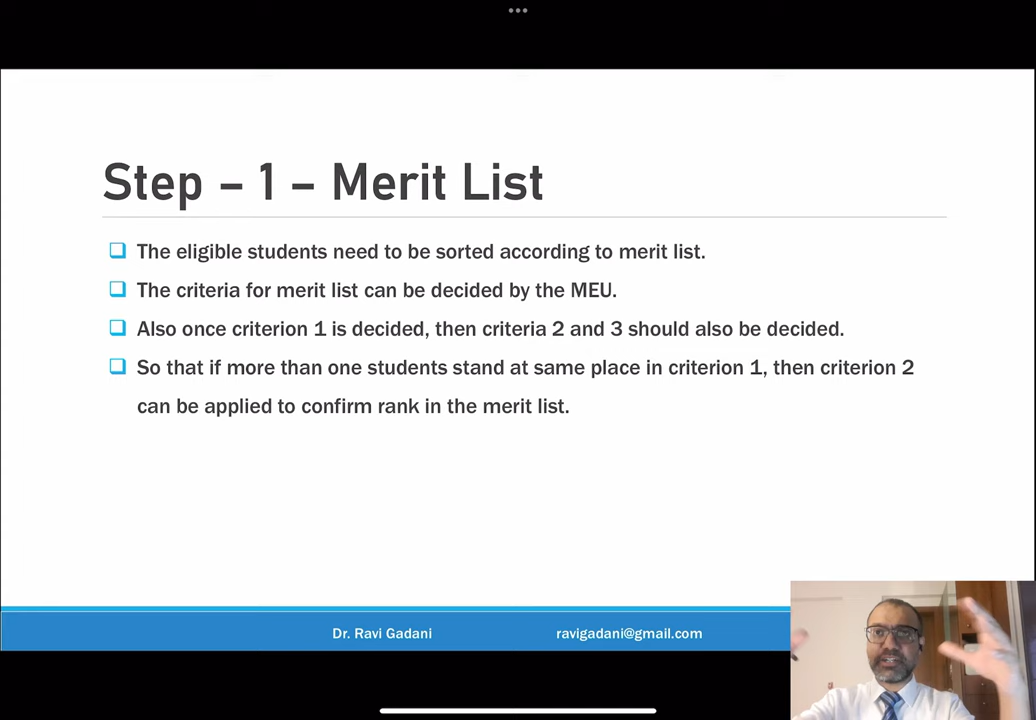 Step – 1 – Merit List
The eligible students need to be sorted according to merit list.
The criteria for merit list can be decided by the MEU.
Also once criterion 1 is decided, then criteria 2 and 3 should also be decided.
So that if more than one students stand at same place in criterion 1, then criterion 2
can be applied to confirm rank in the merit list.
Dr. Ravi Gadani
ravigadani@gmail.com